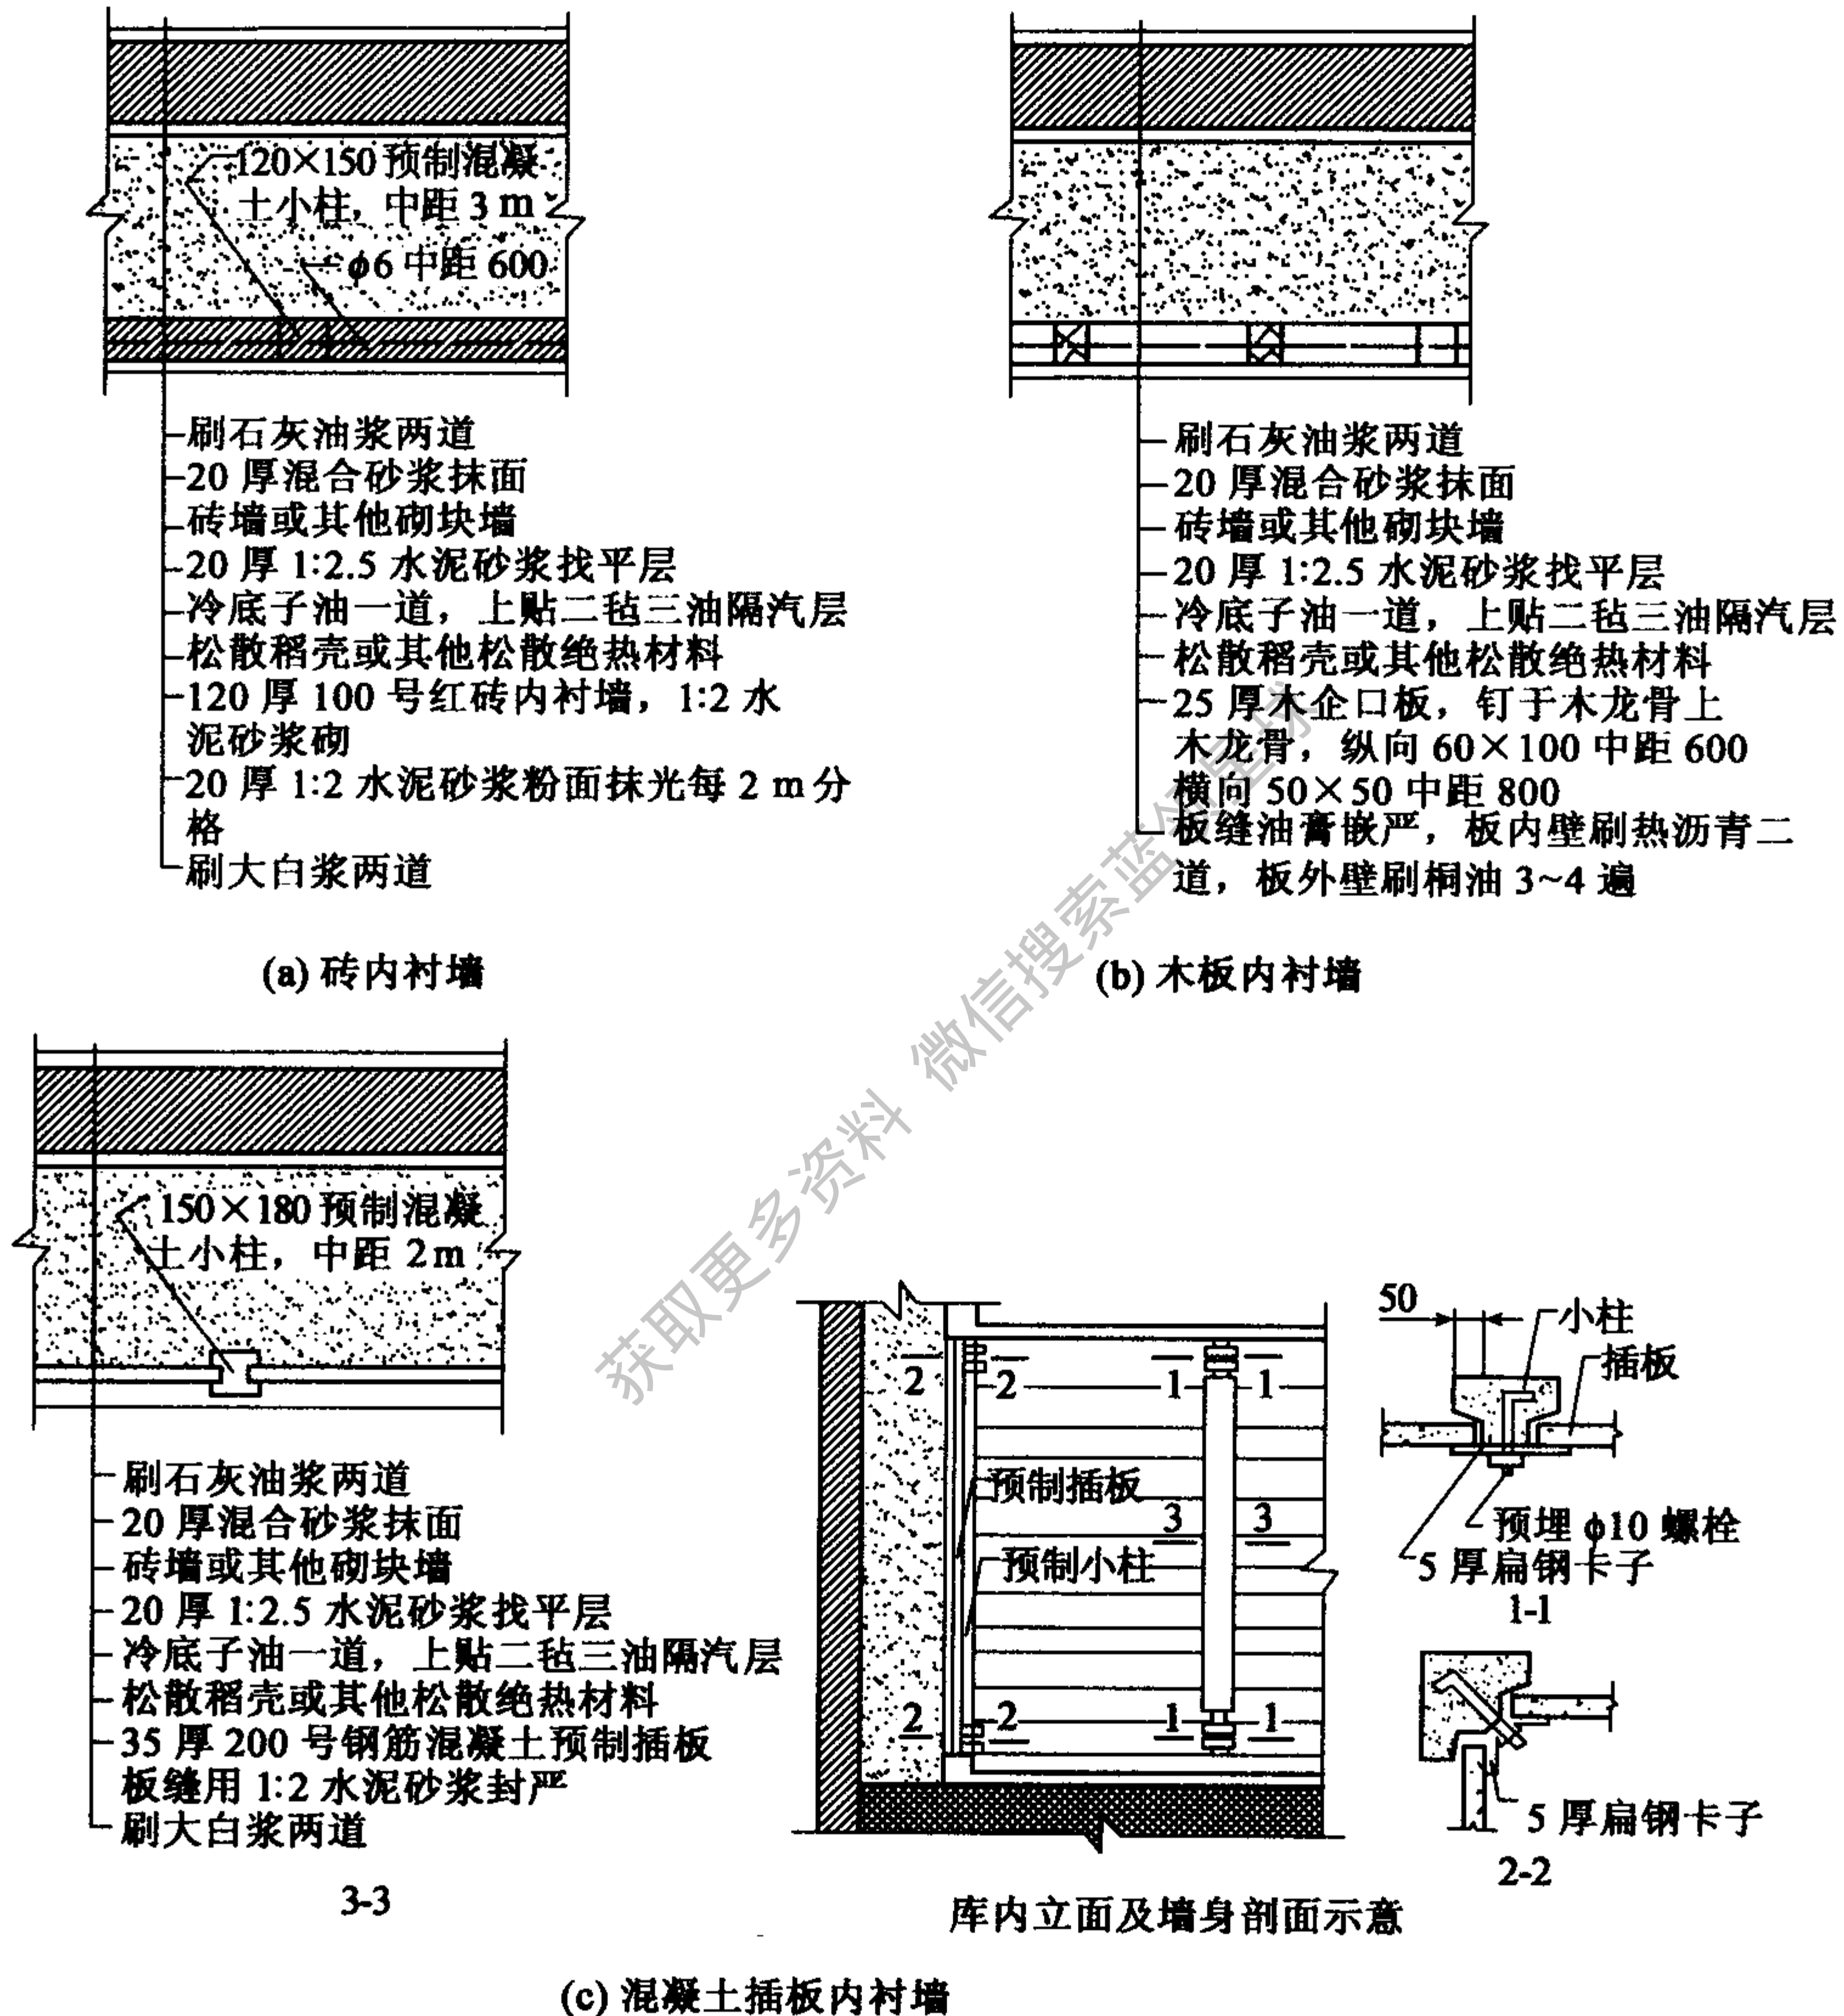 120×150 预制混凝
土小柱，中距 3 m
ϕ6 中距 600
刷石灰油浆两道
20 厚混合砂浆抹面
砖墙或其他砌块墙
20 厚 1:2.5 水泥砂浆找平层
冷底子油一道，上贴二毡三油隔汽层
松散稻壳或其他松散绝热材料
120 厚 100 号红砖内衬墙，1:2 水
泥砂浆砌
20 厚 1:2 水泥砂浆粉面抹光每 2 m 分
格
刷大白浆两道
(a) 砖内衬墙
刷石灰油浆两道
20 厚混合砂浆抹面
砖墙或其他砌块墙
20 厚 1:2.5 水泥砂浆找平层
冷底子油一道，上贴二毡三油隔汽层
松散稻壳或其他松散绝热材料
25 厚木企口板，钉于木龙骨上
木龙骨，纵向 60×100 中距 600
横向 50×50 中距 800
板缝油膏嵌严，板内壁刷热沥青二
道，板外壁刷桐油 3~4 遍
(b) 木板内衬墙
150×180 预制混凝
土小柱，中距 2m
刷石灰油浆两道
20 厚混合砂浆抹面
砖墙或其他砌块墙
20 厚 1:2.5 水泥砂浆找平层
冷底子油一道，上贴二毡三油隔汽层
松散稻壳或其他松散绝热材料
35 厚 200 号钢筋混凝土预制插板
板缝用 1:2 水泥砂浆封严
刷大白浆两道
3-3
2 2 1 1
预制插板
3 3
预制小柱
2 2 1 1
库内立面及墙身剖面示意
50
小柱
插板
预埋 ϕ10 螺栓
5 厚扁钢卡子
1-1
5 厚扁钢卡子
2-2
(c) 混凝土插板内衬墙
获取更多资料 微信搜索蓝领星球